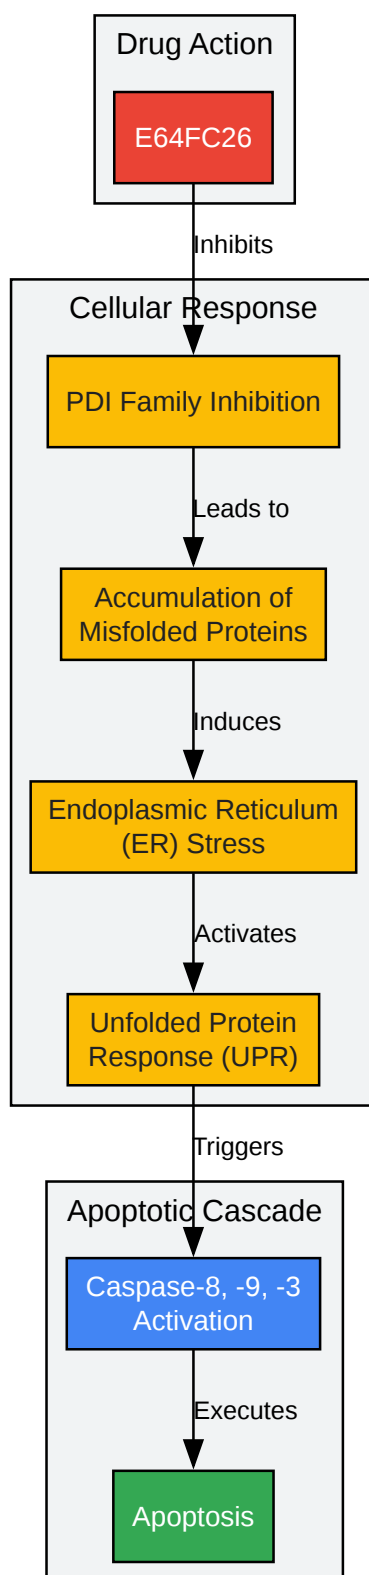 Drug Action
E64FC26
Inhibits
Cellular Response
PDI Family Inhibition
Leads to
Accumulation of
Misfolded Proteins
Induces
Endoplasmic Reticulum
(ER) Stress
Activates
Unfolded Protein
Response (UPR)
Triggers
Apoptotic Cascade
Caspase-8, -9, -3
Activation
Executes
Apoptosis